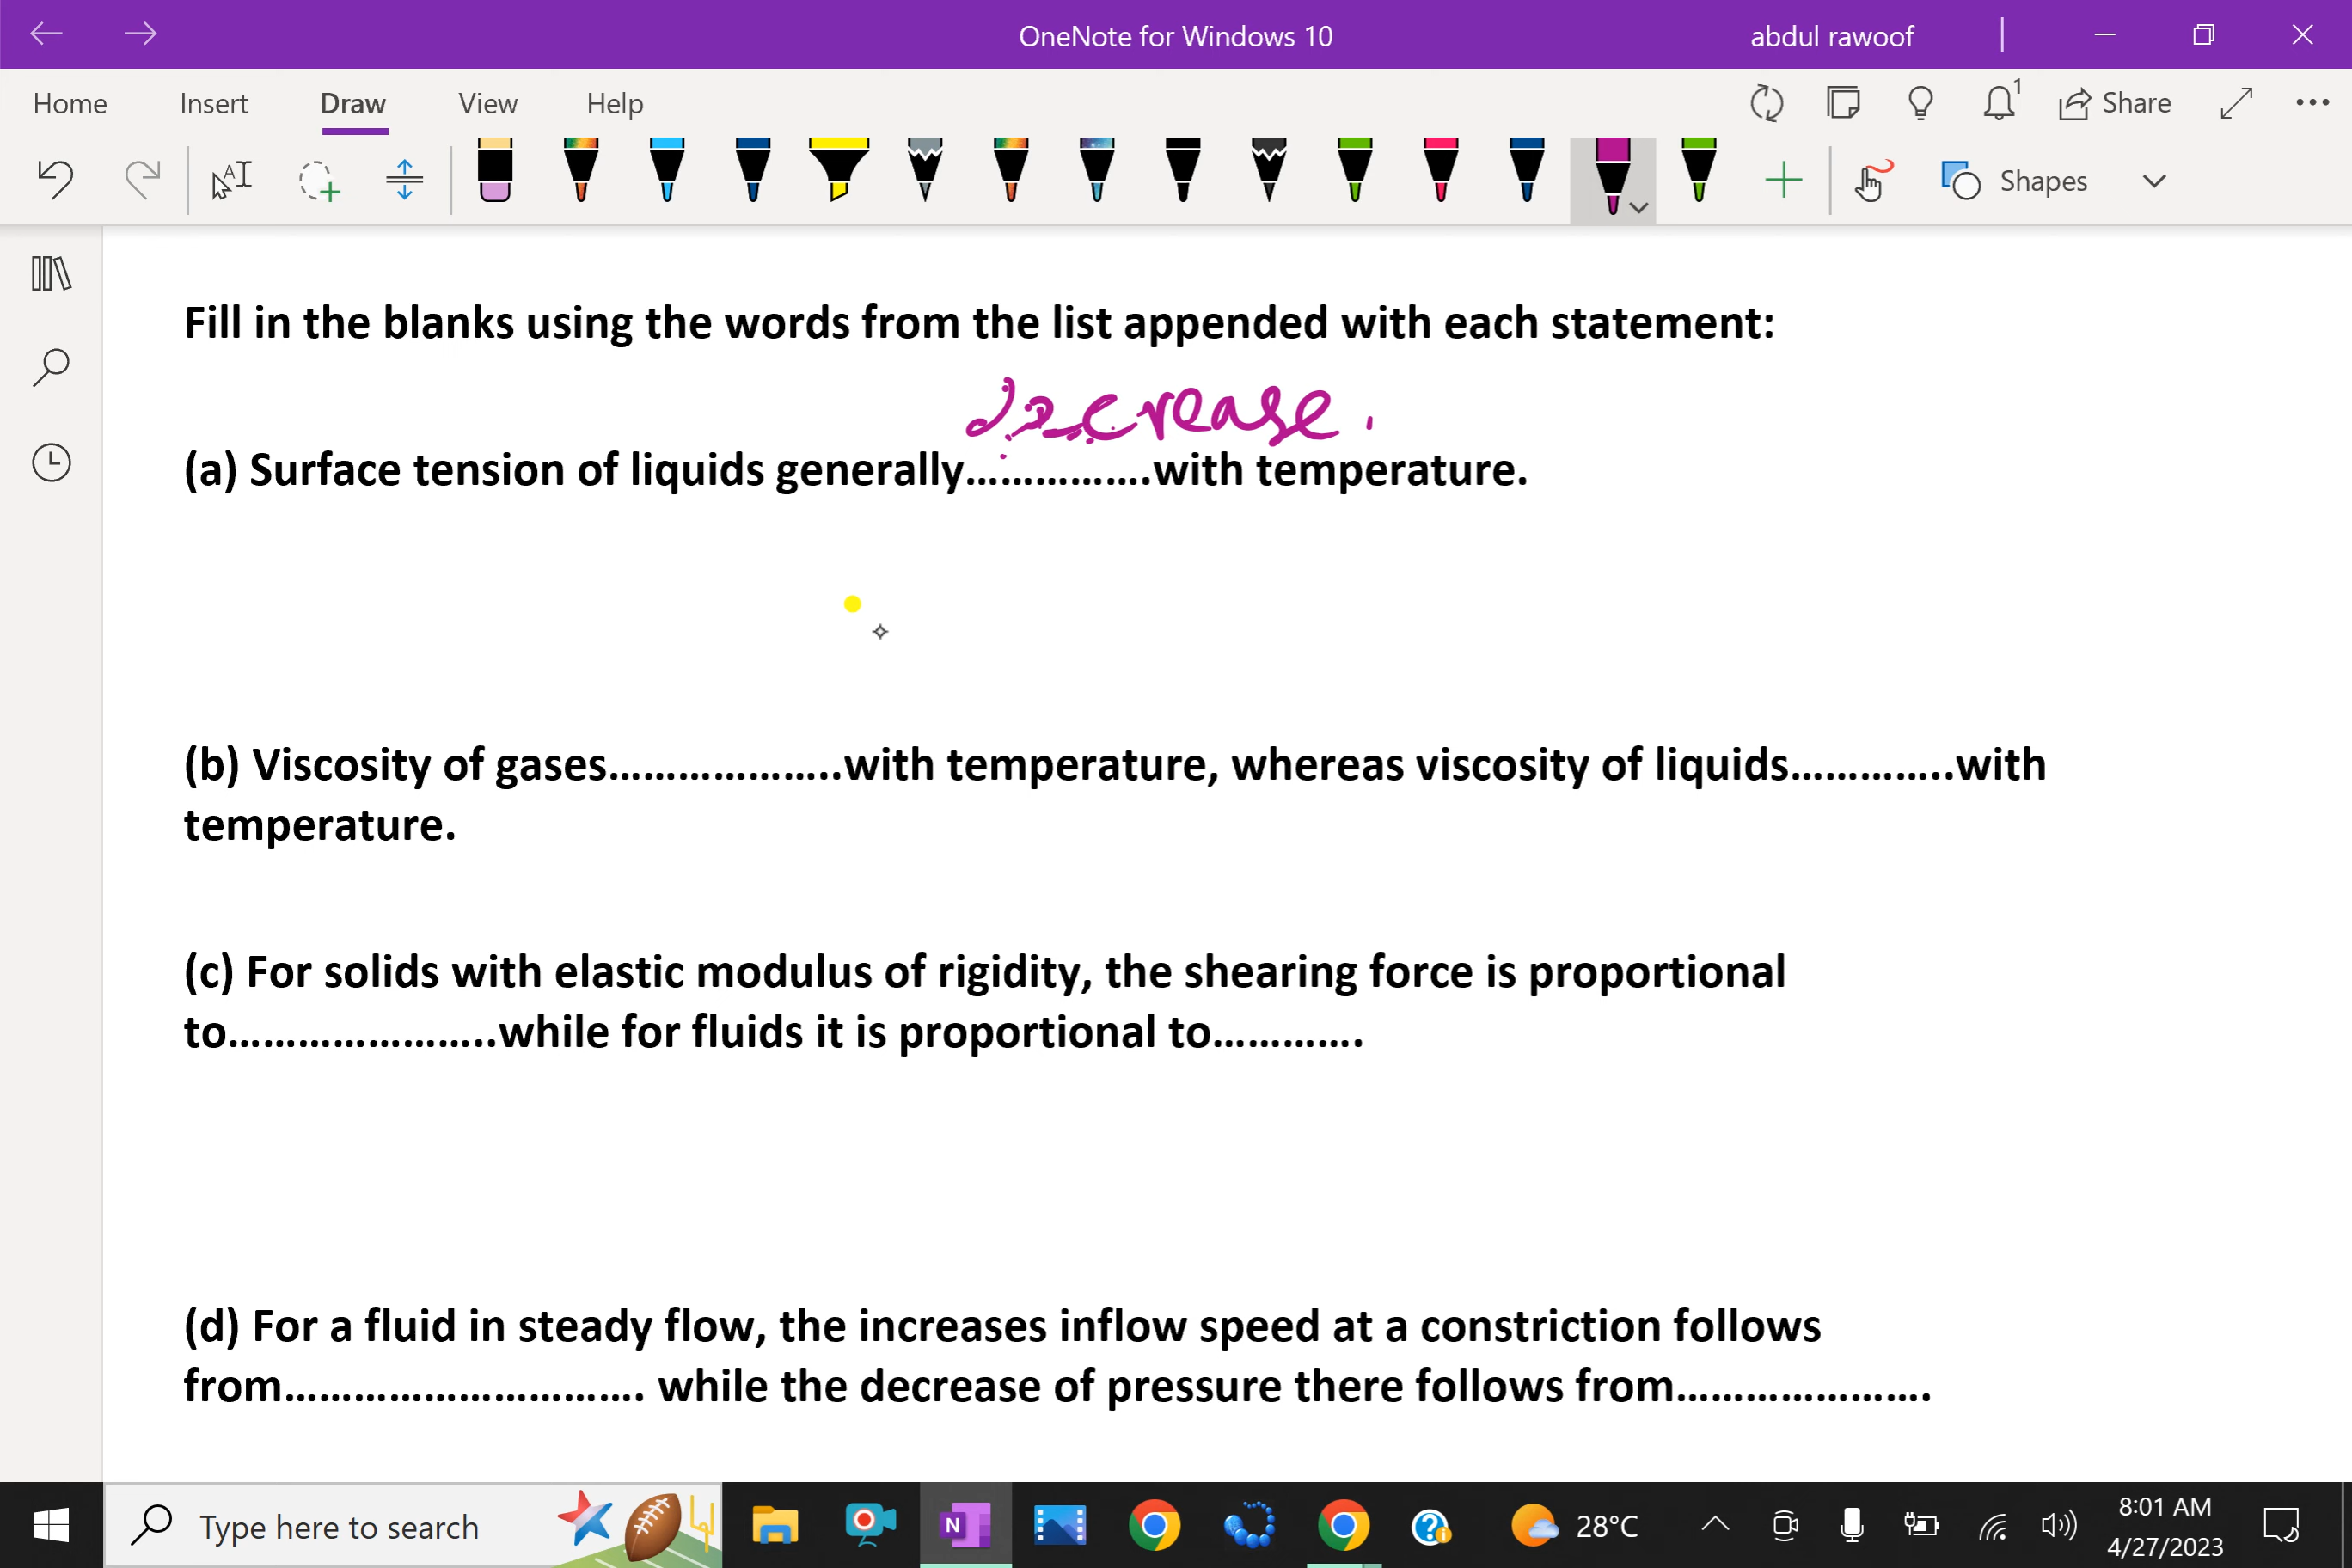 OneNote for Windows 10
abdul rawoof
Home Insert Draw View Help
1 Share
Shapes
Fill in the blanks using the words from the list appended with each statement:
decrease.
(a) Surface tension of liquids generally................with temperature.
(b) Viscosity of gases....................with temperature, whereas viscosity of liquids..............with
temperature.
(c) For solids with elastic modulus of rigidity, the shearing force is proportional
to.......................while for fluids it is proportional to.............
(d) For a fluid in steady flow, the increases inflow speed at a constriction follows
from............................... while the decrease of pressure there follows from......................
Type here to search
N
28°C
8:01 AM
4/27/2023